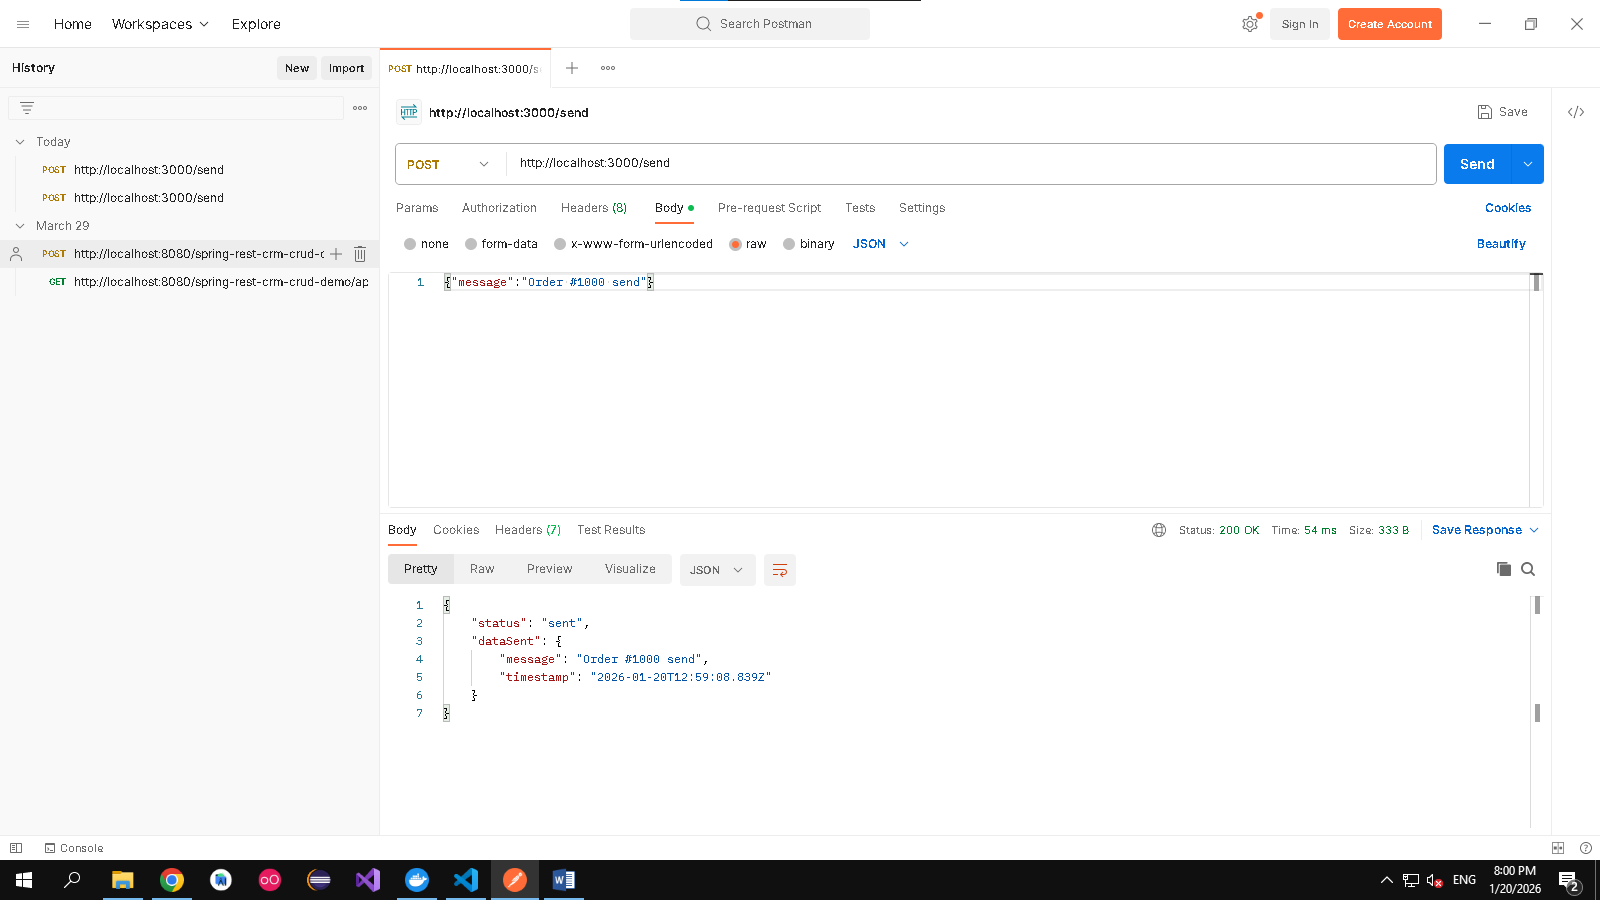 Home Workspaces Explore
Search Postman
Sign In Create Account
History New Import
POST http://localhost:3000/s
http://localhost:3000/send
Save
Today
POST http://localhost:3000/send
POST http://localhost:3000/send
March 29
POST http://localhost:8080/spring-rest-crm-crud-c
GET http://localhost:8080/spring-rest-crm-crud-demo/ap
POST http://localhost:3000/send Send
Params Authorization Headers (8) Body Pre-request Script Tests Settings Cookies
none form-data x-www-form-urlencoded raw binary JSON Beautify
1 {"message":"Order #1000 send"}
Body Cookies Headers (7) Test Results Status: 200 OK Time: 54 ms Size: 333 B Save Response
Pretty Raw Preview Visualize JSON
1 {
2 "status": "sent",
3 "dataSent": {
4 "message": "Order #1000 send",
5 "timestamp": "2026-01-20T12:59:08.839Z"
6 }
7 }
Console
ENG 8:00 PM
1/20/2026
2